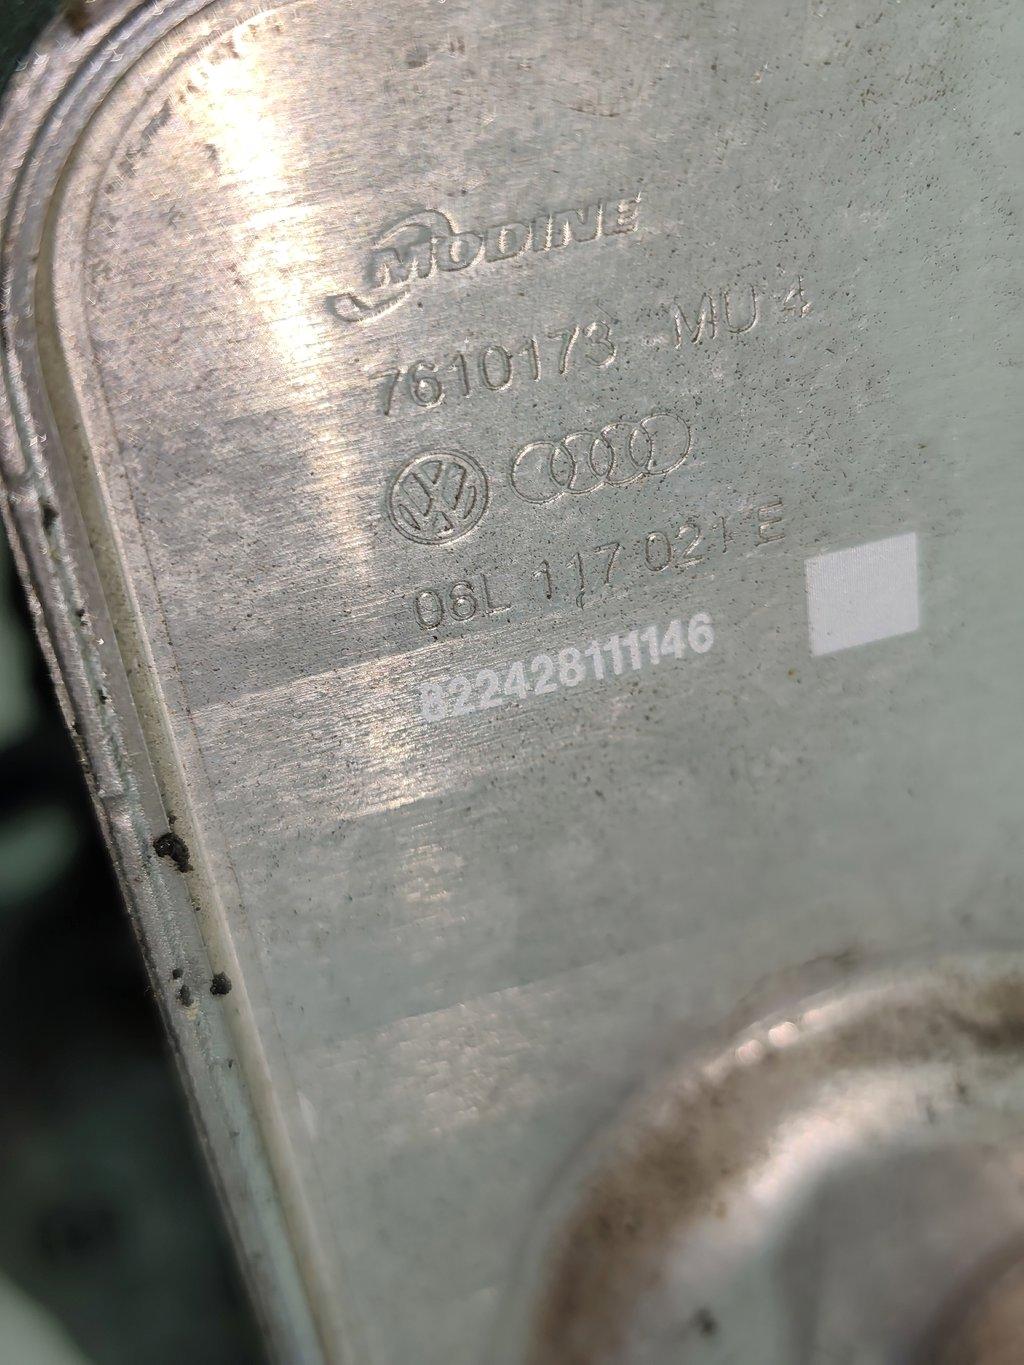 MODINE
7610173 MU 4
06L 117 021 E
822428111146